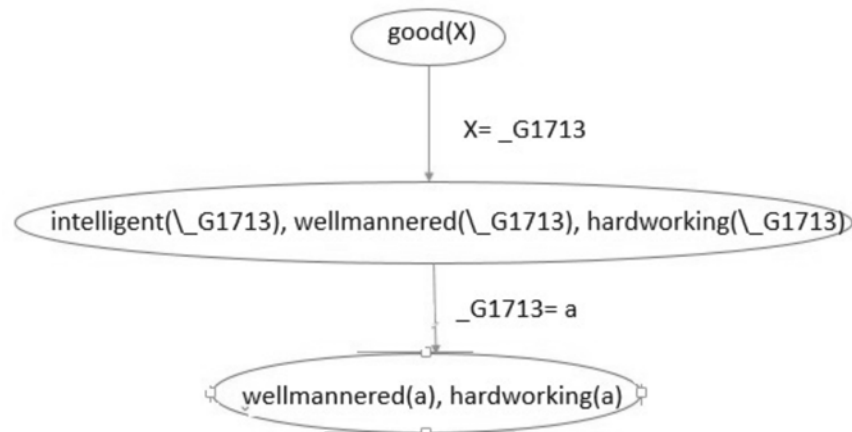 good(X)
X= _G1713
intelligent(\_G1713), wellmannered(\_G1713), hardworking(\_G1713)
_G1713= a
wellmannered(a), hardworking(a)